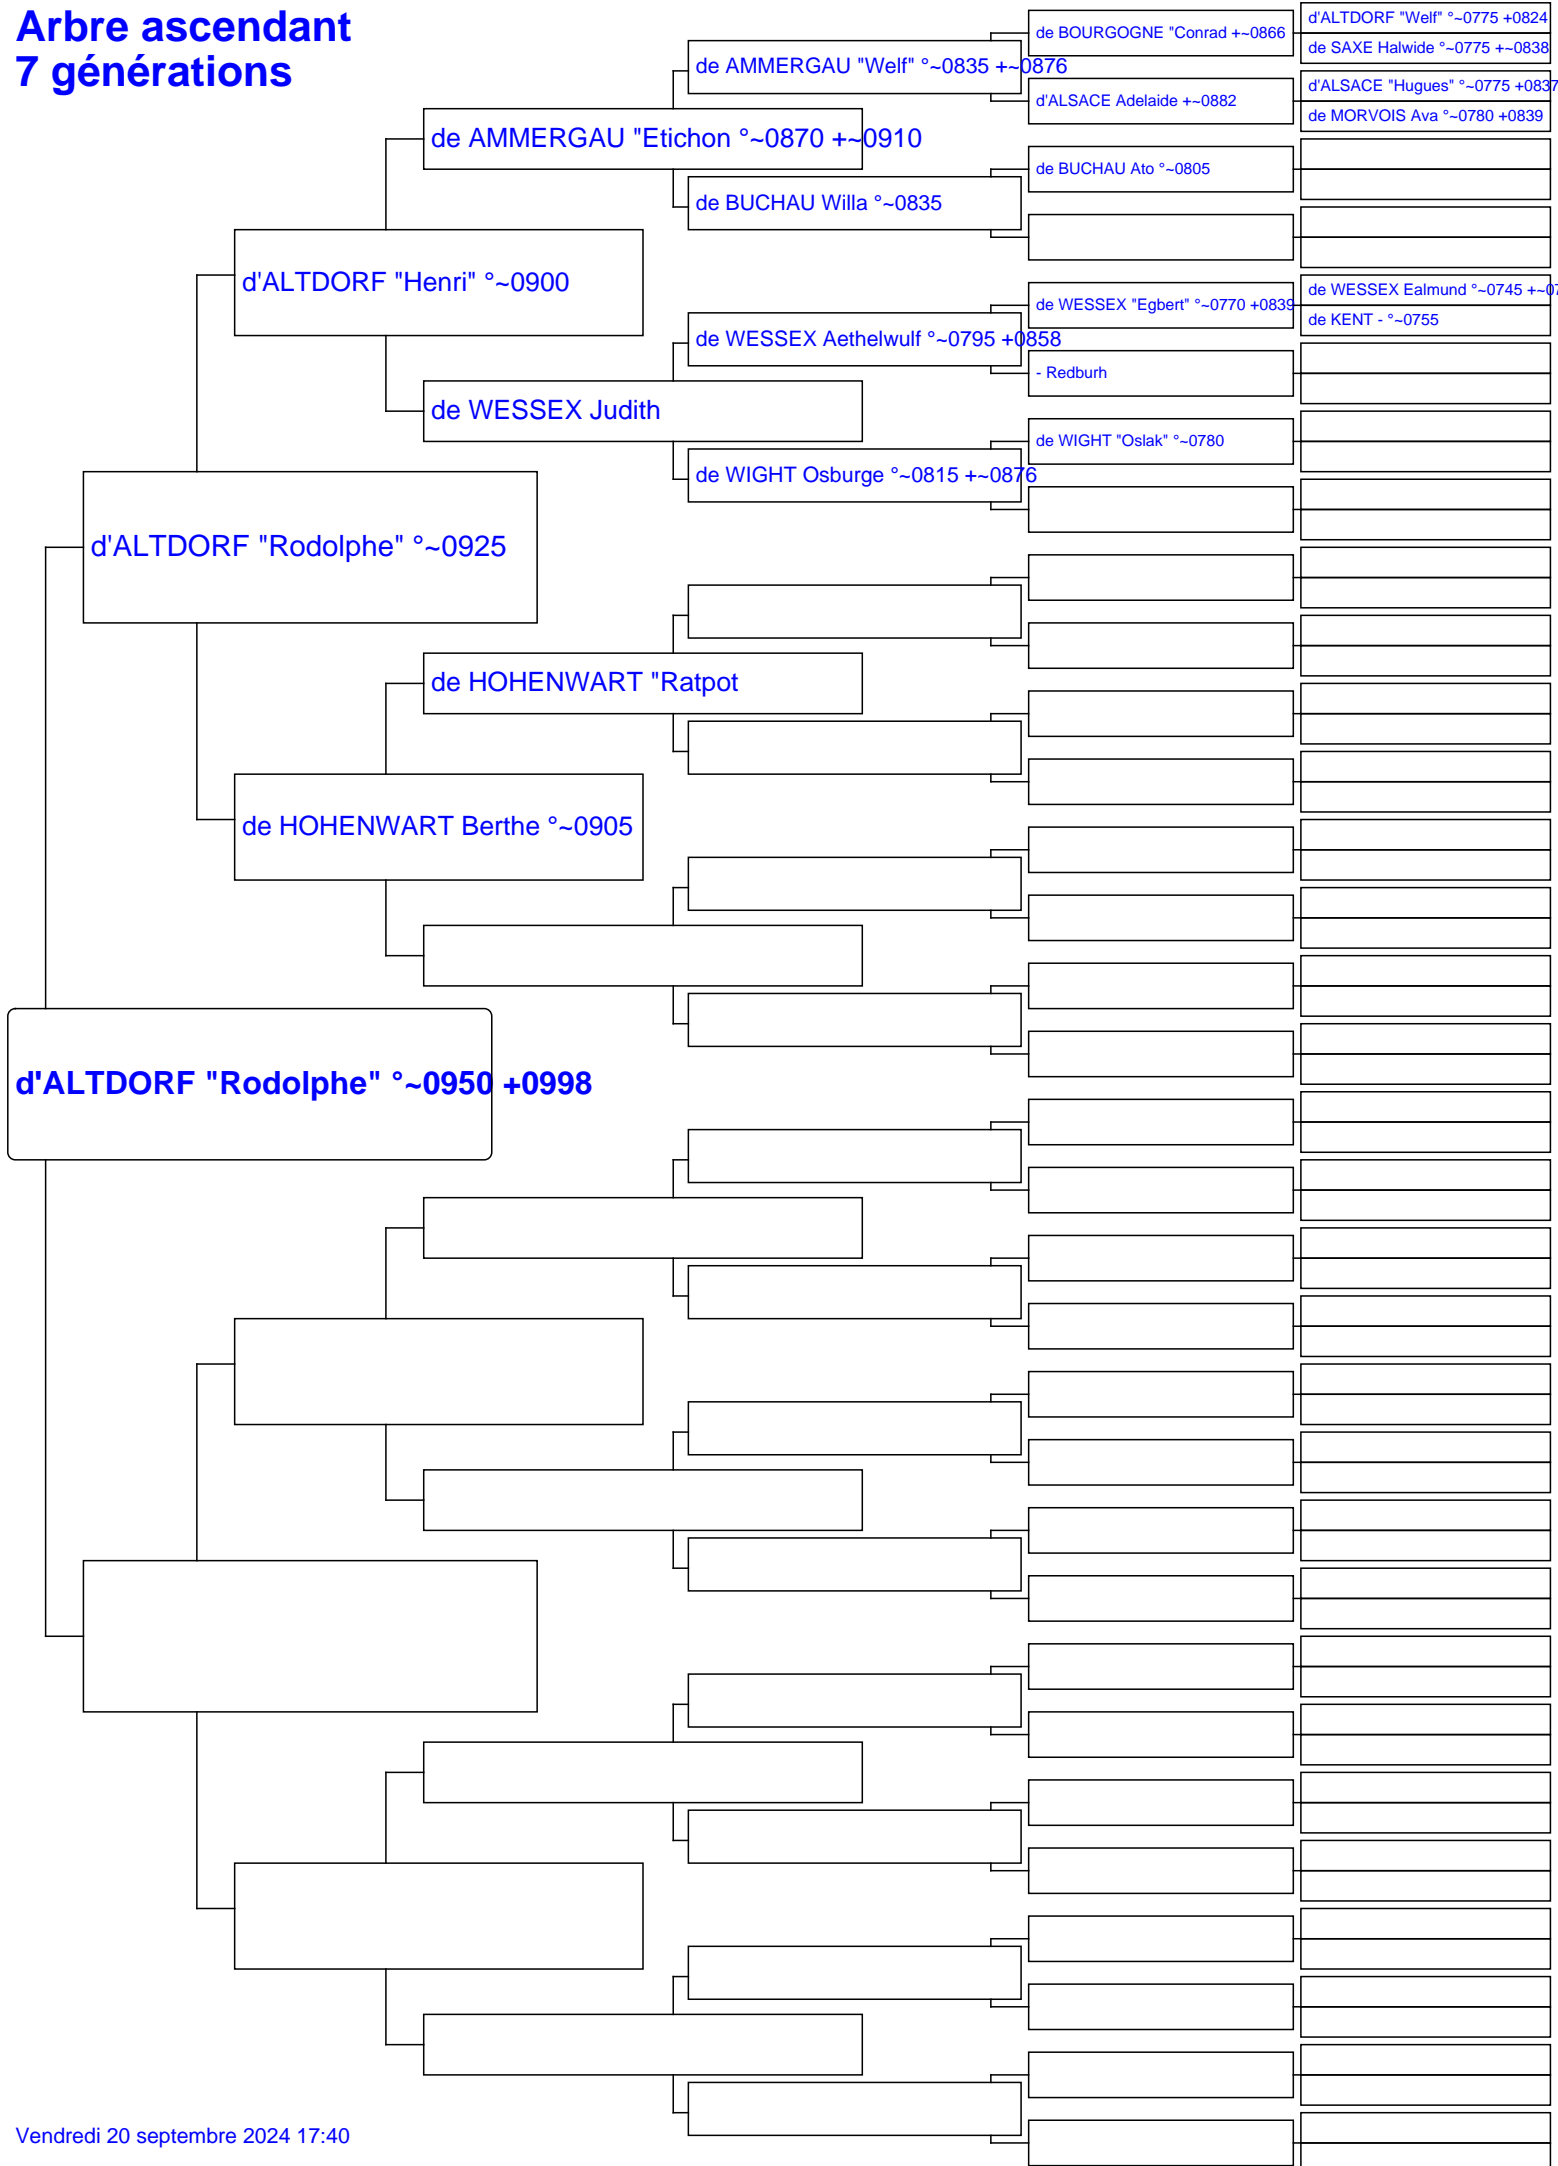 Arbre ascendant
7 générations
de BOURGOGNE "Conrad +~0866
d'ALTDORF "Welf" °~0775 +0824
de SAXE Halwide °~0775 +~0838
de AMMERGAU "Welf" °~0835 +~0876
d'ALSACE Adelaide +~0882
d'ALSACE "Hugues" °~0775 +0837
de MORVOIS Ava °~0780 +0839
de AMMERGAU "Etichon °~0870 +~0910
de BUCHAU Ato °~0805
de BUCHAU Willa °~0835
d'ALTDORF "Henri" °~0900
de WESSEX "Egbert" °~0770 +0839
de WESSEX Ealmund °~0745 +~07
de KENT - °~0755
de WESSEX Aethelwulf °~0795 +0858
- Redburh
de WESSEX Judith
de WIGHT "Oslak" °~0780
de WIGHT Osburge °~0815 +~0876
d'ALTDORF "Rodolphe" °~0925
de HOHENWART "Ratpot
de HOHENWART Berthe °~0905
d'ALTDORF "Rodolphe" °~0950 +0998
Vendredi 20 septembre 2024 17:40